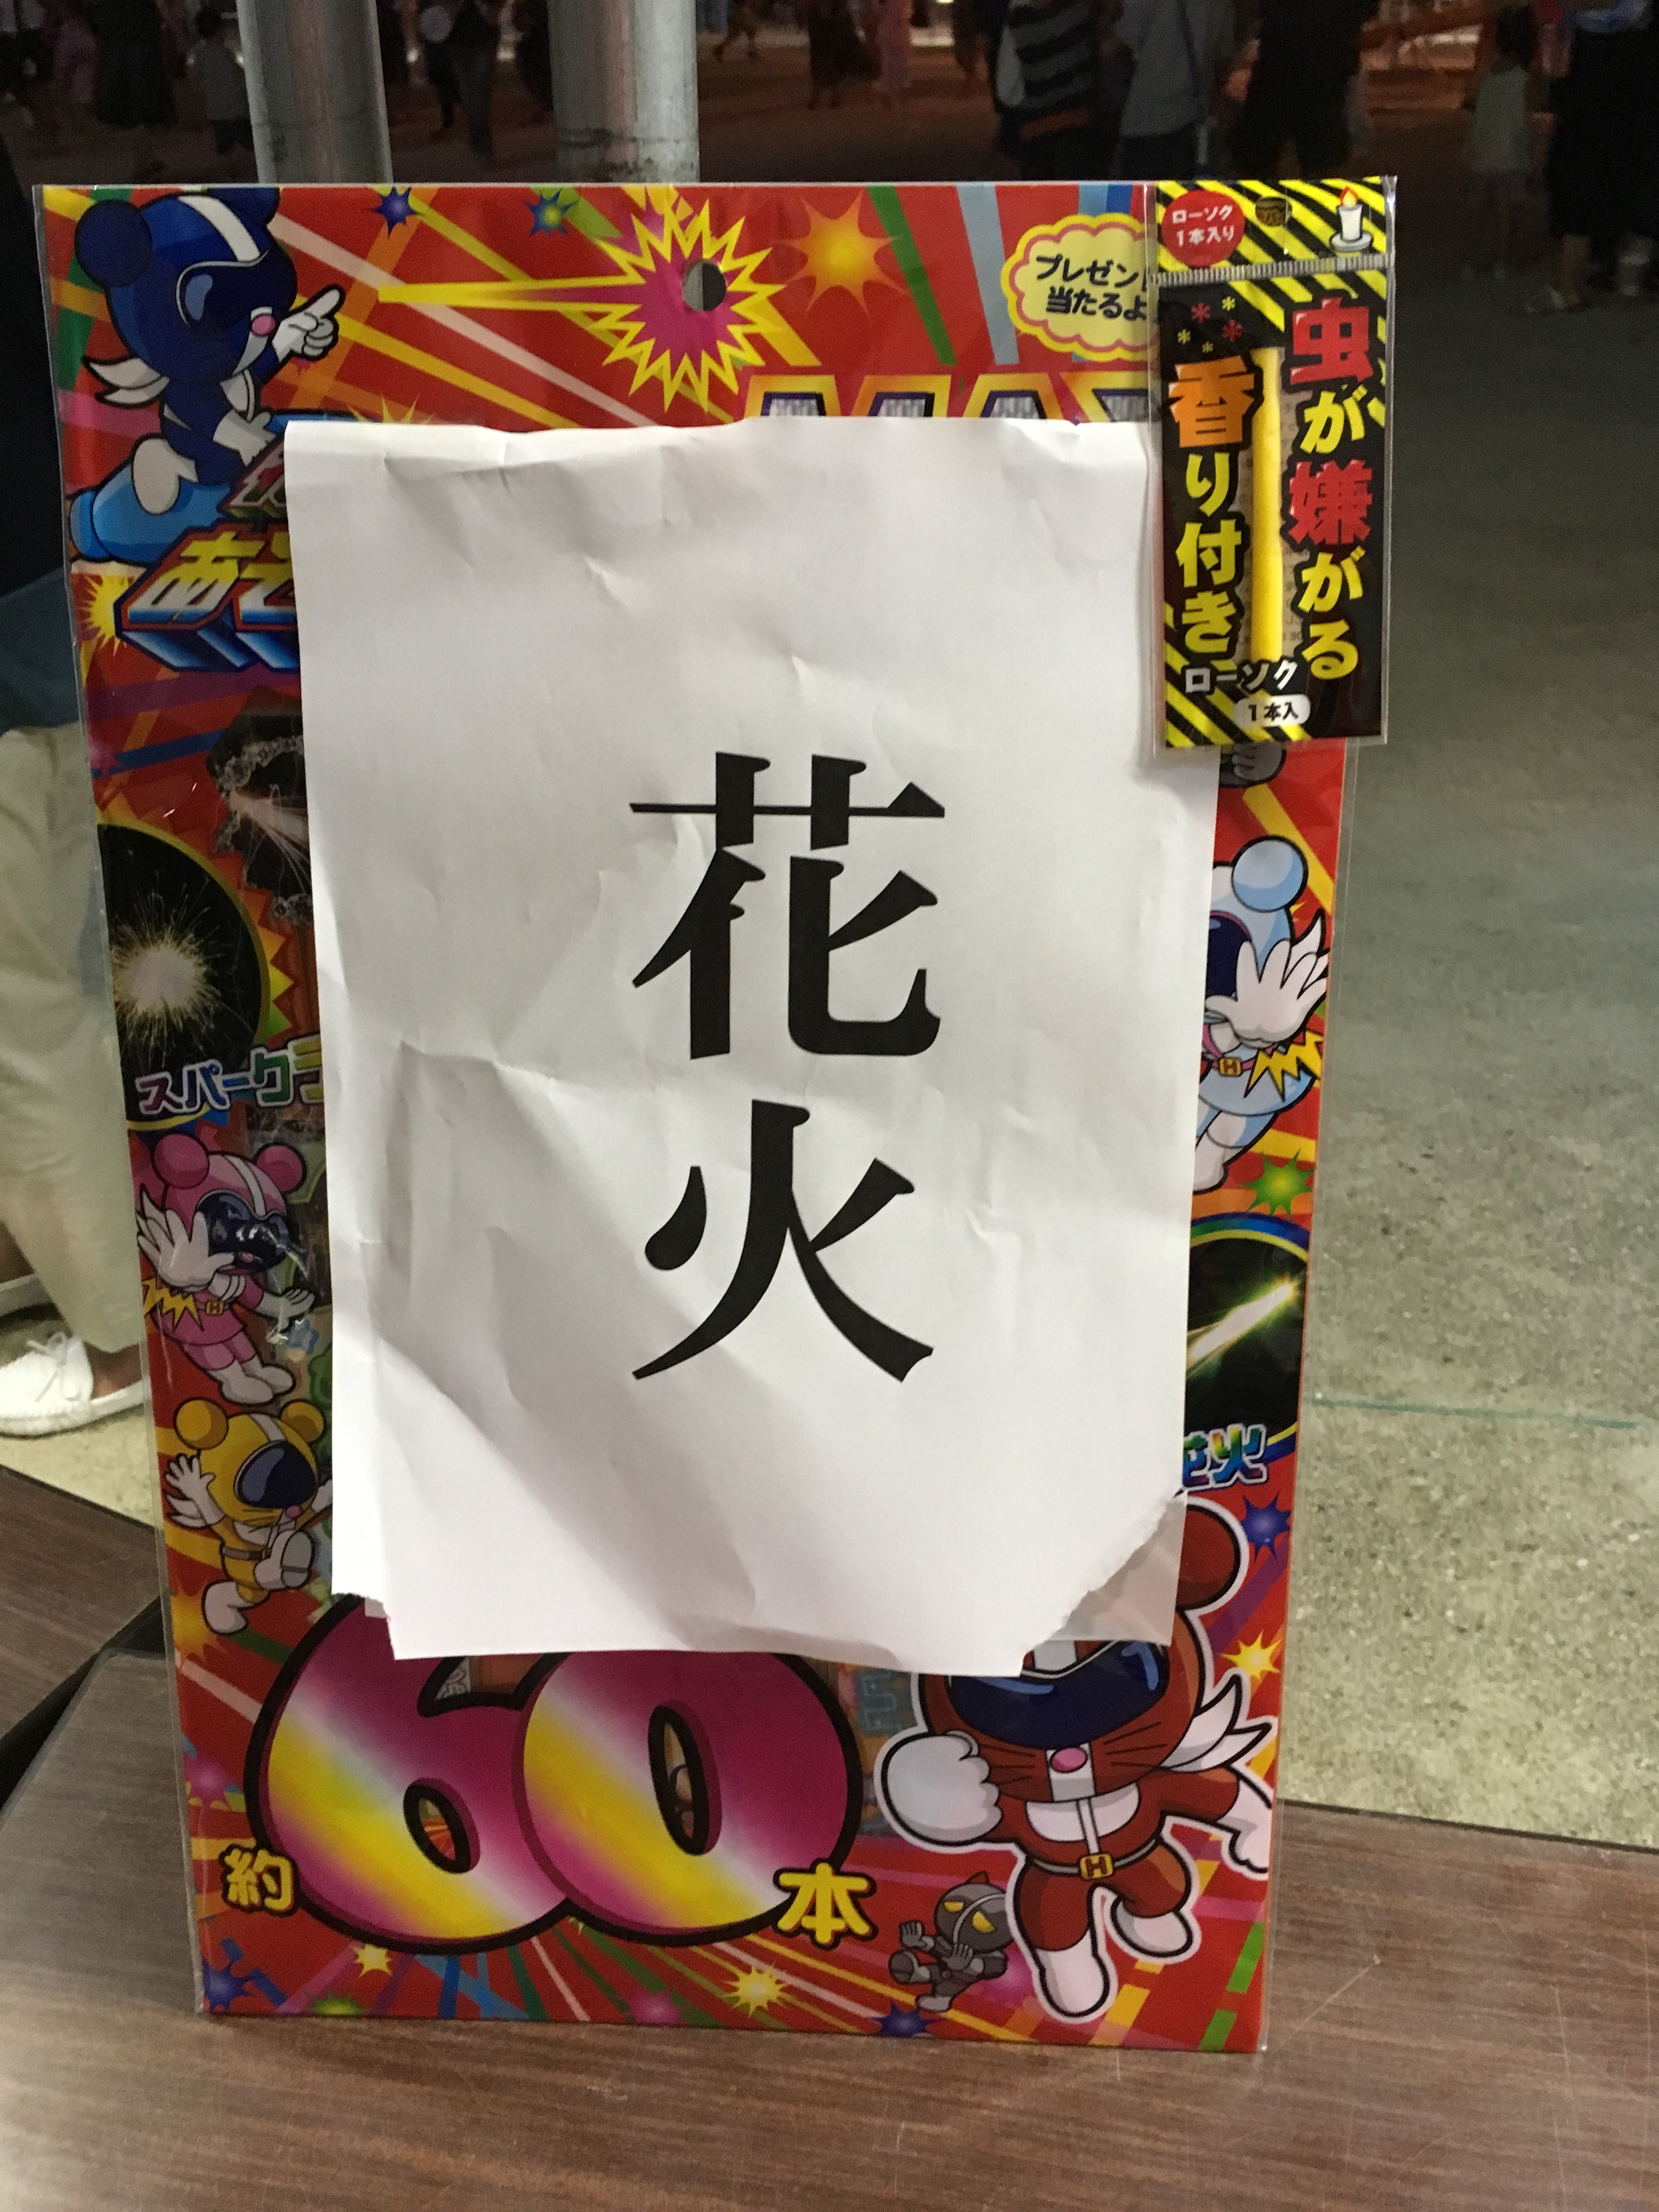 プレゼント
当たるよ
ローソク
1本入り
虫が嫌がる
香り付き
ローソク
1本入
花火
スパークラ
花火
約60本